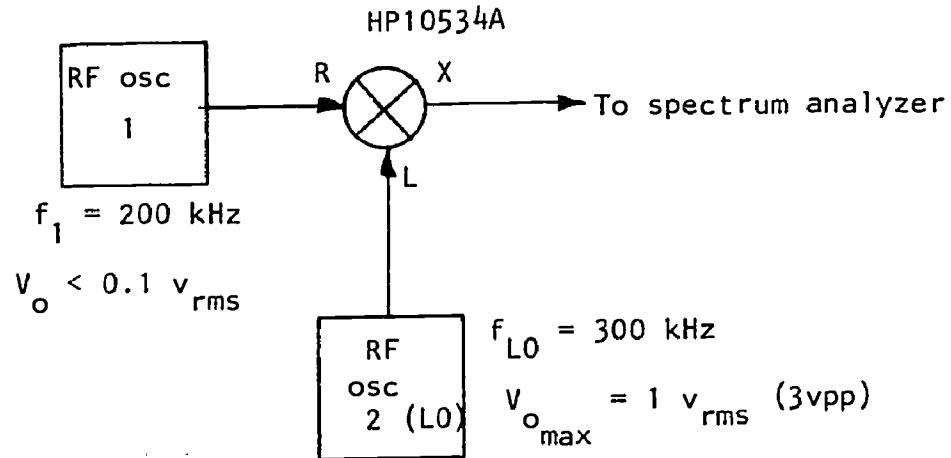 HP10534A
RF osc
1
R
X
To spectrum analyzer
L
f1 = 200 kHz
Vo < 0.1 vrms
RF
osc
2 (LO)
fLO = 300 kHz
Vomax = 1 vrms (3vpp)